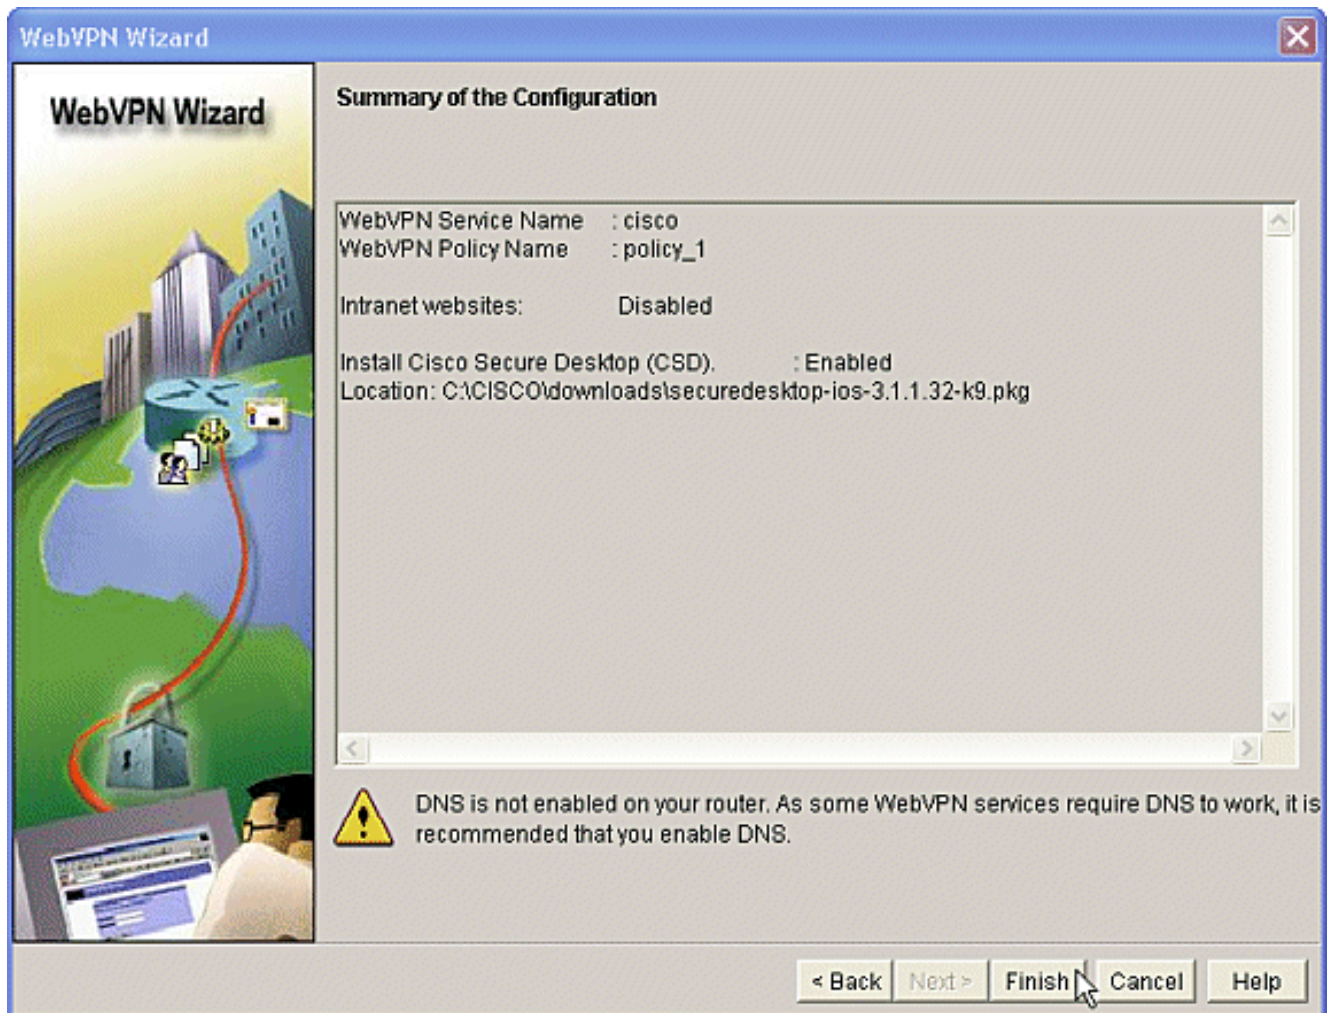 WebVPN Wizard
WebVPN Wizard
Summary of the Configuration
WebVPN Service Name : cisco
WebVPN Policy Name : policy_1
Intranet websites: Disabled
Install Cisco Secure Desktop (CSD). : Enabled
Location: C:\CISCO\downloads\securedesktop-ios-3.1.1.32-k9.pkg
DNS is not enabled on your router. As some WebVPN services require DNS to work, it is
recommended that you enable DNS.
< Back Next > Finish Cancel Help